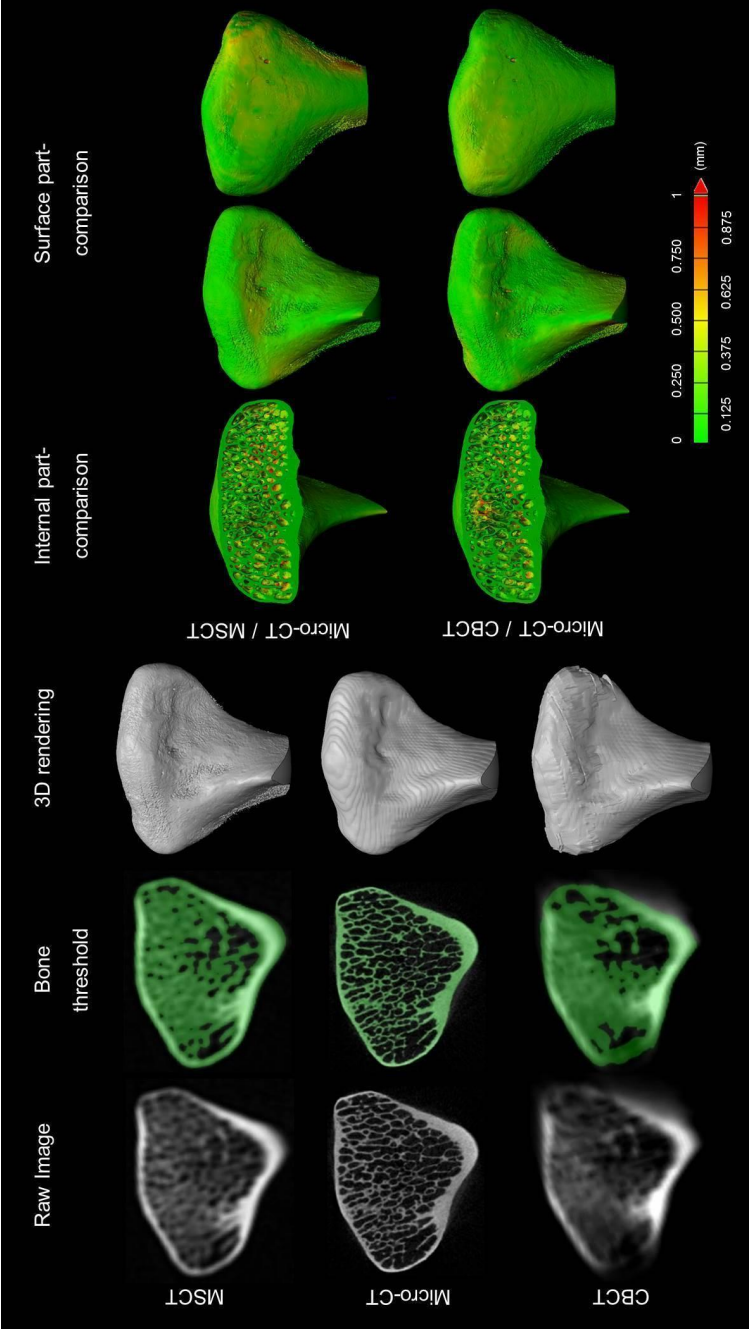 Raw Image
Bone
threshold
3D rendering
Internal part-
comparison
Surface part-
comparison
MSCT
Micro-CT
CBCT
Micro-CT / MSCT
Micro-CT / CBCT
0 0.250 0.500 0.750 1
(mm)
0.125 0.375 0.625 0.875